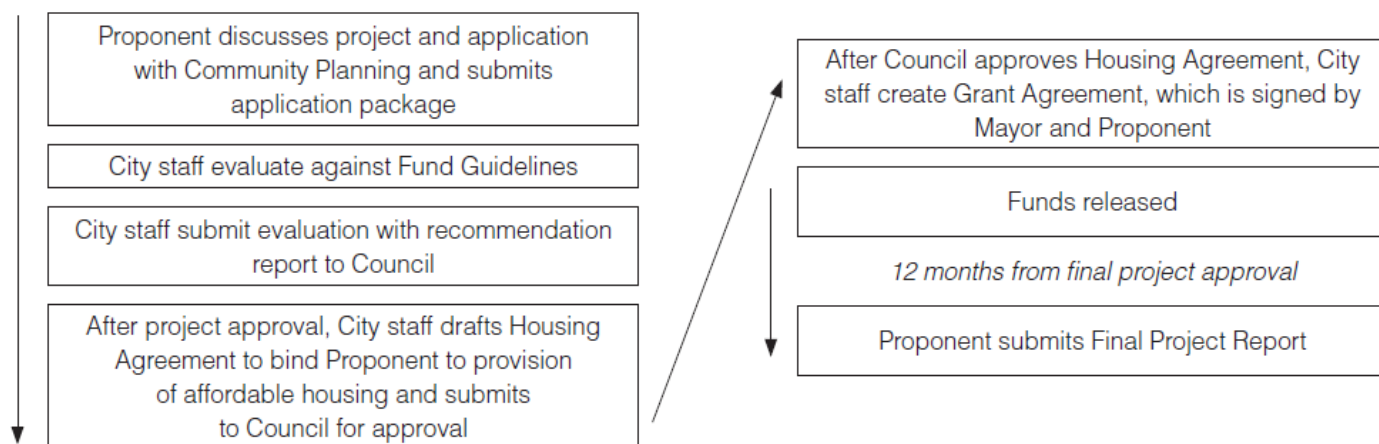 Proponent discusses project and application
with Community Planning and submits
application package
City staff evaluate against Fund Guidelines
City staff submit evaluation with recommendation
report to Council
After project approval, City staff drafts Housing
Agreement to bind Proponent to provision
of affordable housing and submits
to Council for approval
After Council approves Housing Agreement, City
staff create Grant Agreement, which is signed by
Mayor and Proponent
Funds released
12 months from final project approval
Proponent submits Final Project Report